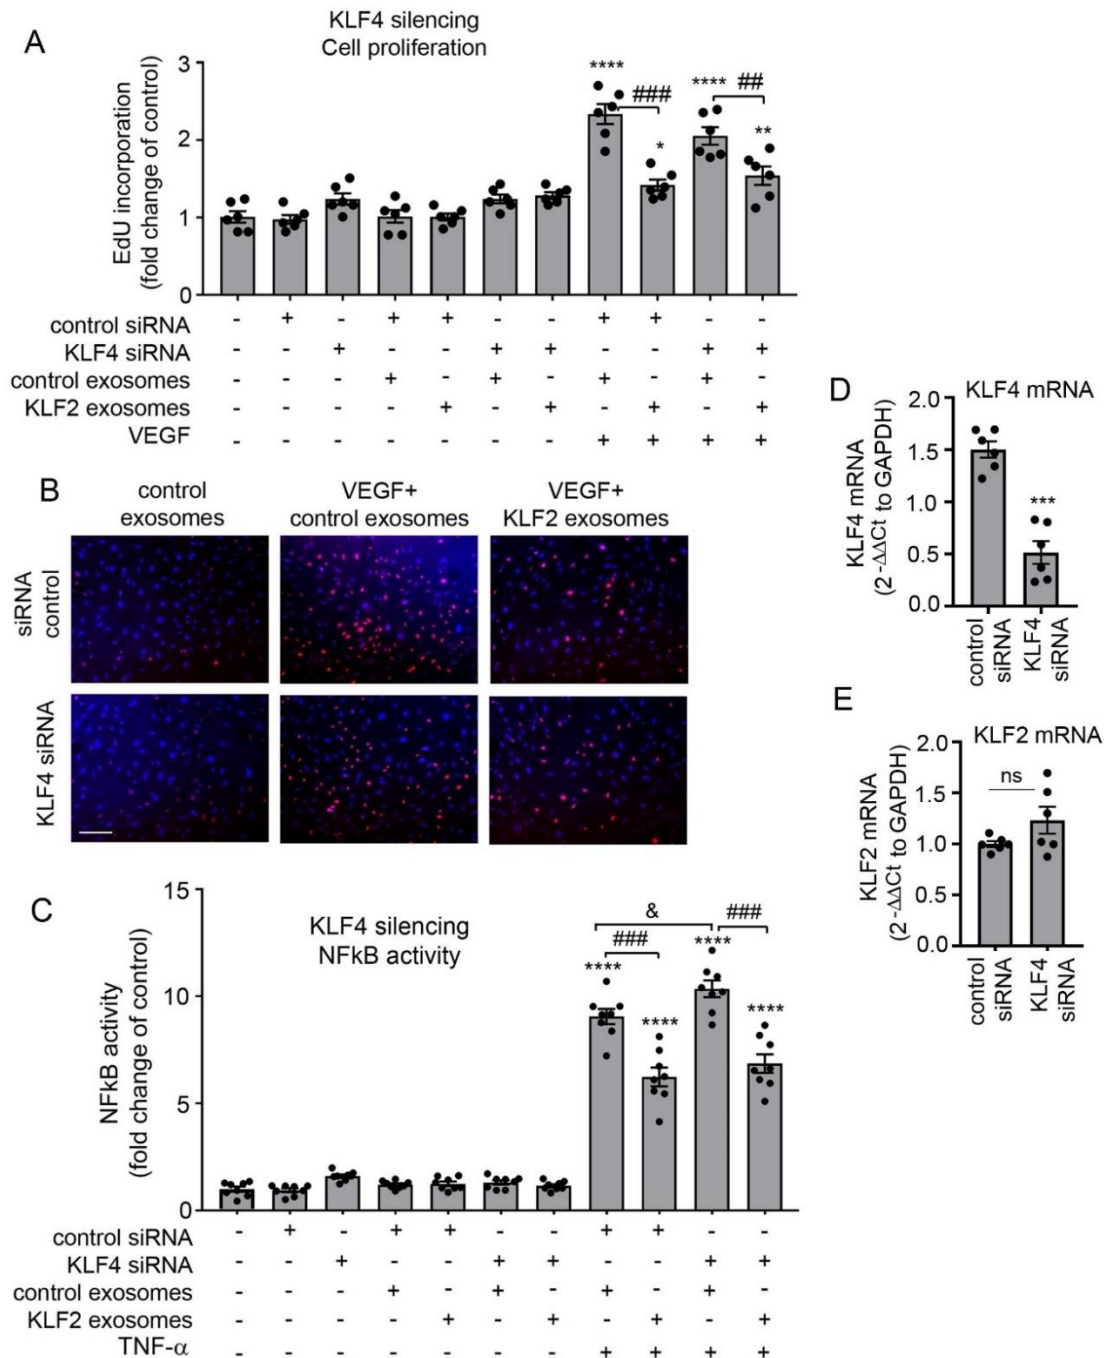 A
KLF4 silencing
Cell proliferation
EdU incorporation
(fold change of control)
3
2
1
0
****
###
*
****
##
**
control siRNA - + - + + - - + + - -
KLF4 siRNA - - + - - + + - - + +
control exosomes - - - + - + - + - + -
KLF2 exosomes - - - - + - + - + - +
VEGF - - - - - - - + + + +
B
control
exosomes
VEGF+
control exosomes
VEGF+
KLF2 exosomes
siRNA
control
KLF4 siRNA
C
KLF4 silencing
NFkB activity
NFkB activity
(fold change of control)
15
10
5
0
&
###
###
****
****
****
****
control siRNA - + - + + - - + + - -
KLF4 siRNA - - + - - + + - - + +
control exosomes - - - + - + - + - + -
KLF2 exosomes - - - - + - + - + - +
TNF-α - - - - - - - + + + +
D
KLF4 mRNA
KLF4 mRNA
(2-ΔΔCt to GAPDH)
2.0
1.5
1.0
0.5
0.0
***
control
siRNA
KLF4
siRNA
E
KLF2 mRNA
KLF2 mRNA
(2-ΔΔCt to GAPDH)
2.0
1.5
1.0
0.5
0.0
ns
control
siRNA
KLF4
siRNA